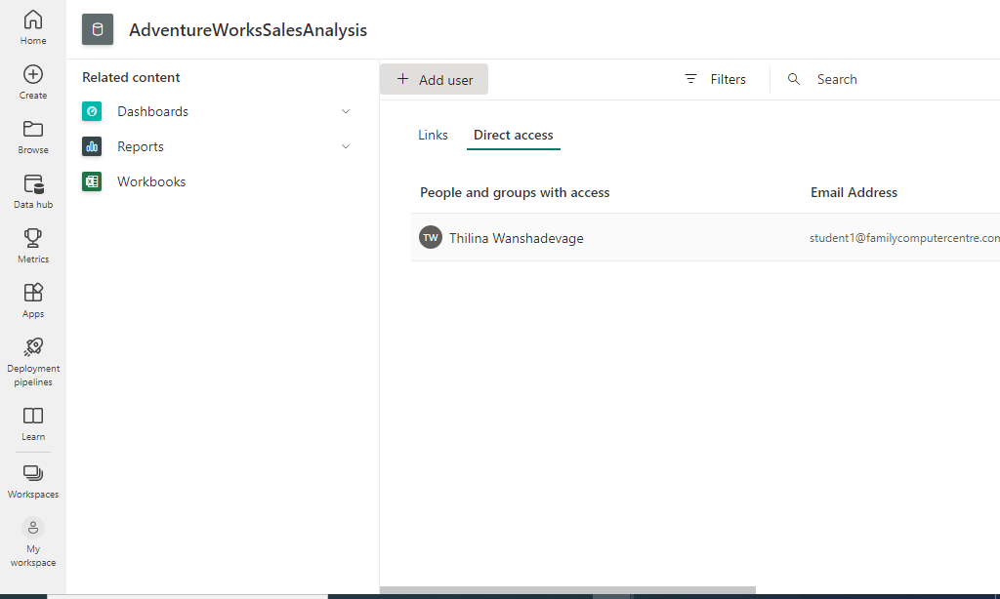 Home
Create
Browse
Data hub
Metrics
Apps
Deployment
pipelines
Learn
Workspaces
My
workspace
AdventureWorksSalesAnalysis
Related content
Dashboards
Reports
Workbooks
Add user
Filters
Search
Links
Direct access
People and groups with access
Email Address
TW
Thilina Wanshadevage
student1@familycomputercentre.com